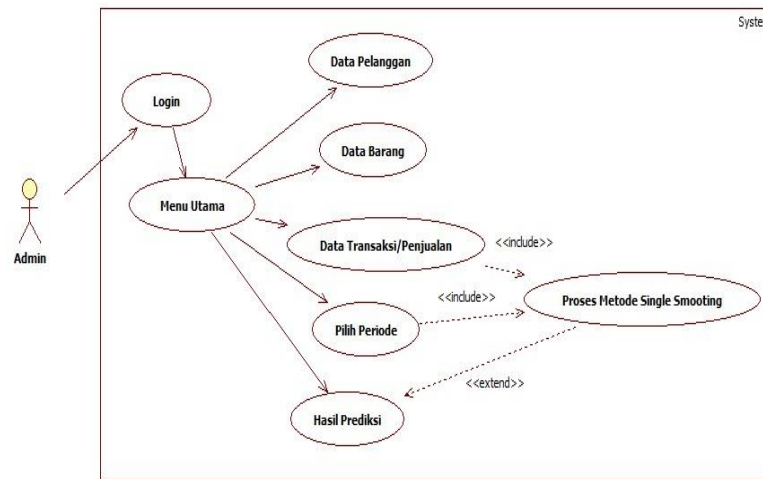 Syste
Data Pelanggan
Login
Data Barang
Menu Utama
Data Transaksi/Penjualan
<<include>>
Admin
<<include>>
Proses Metode Single Smooting
Pilih Periode
<<extend>>
Hasil Prediksi